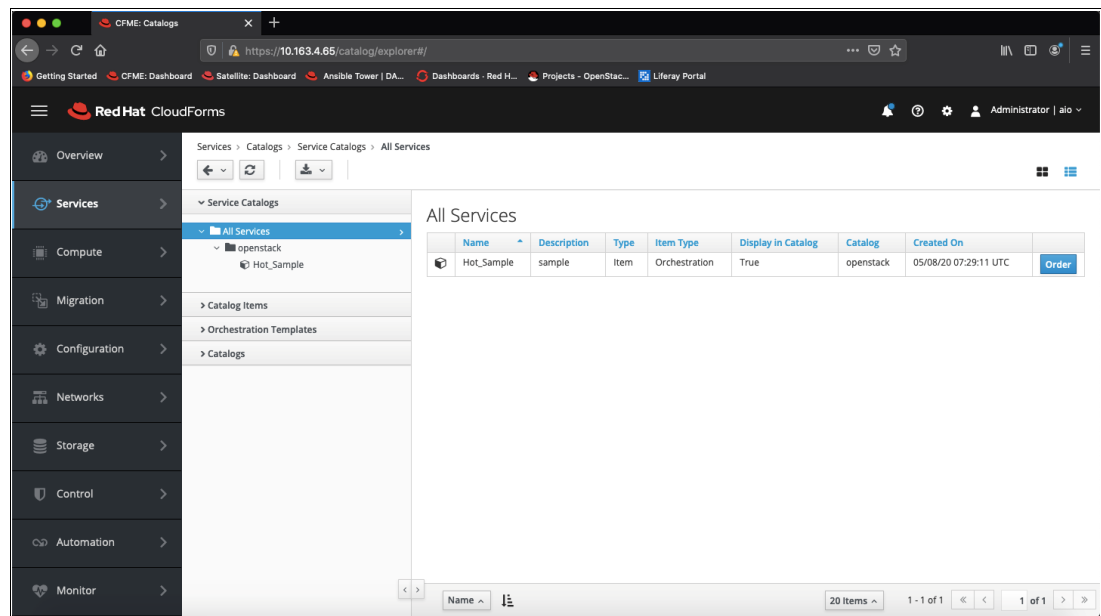 CFME: Catalogs
https://10.163.4.65/catalog/explorer#/
Getting Started CFME: Dashboard Satellite: Dashboard Ansible Tower | DA... Dashboards - Red H... Projects - OpenStac... Liferay Portal
Red Hat CloudForms
Administrator | aio
Services > Catalogs > Service Catalogs > All Services
Overview
Services
Compute
Migration
Configuration
Networks
Storage
Control
Automation
Monitor
Service Catalogs
All Services
openstack
Hot_Sample
Catalog Items
Orchestration Templates
Catalogs
All Services
Name Description Type Item Type Display in Catalog Catalog Created On
Hot_Sample sample Item Orchestration True openstack 05/08/20 07:29:11 UTC Order
Name 20 Items 1 - 1 of 1 1 of 1